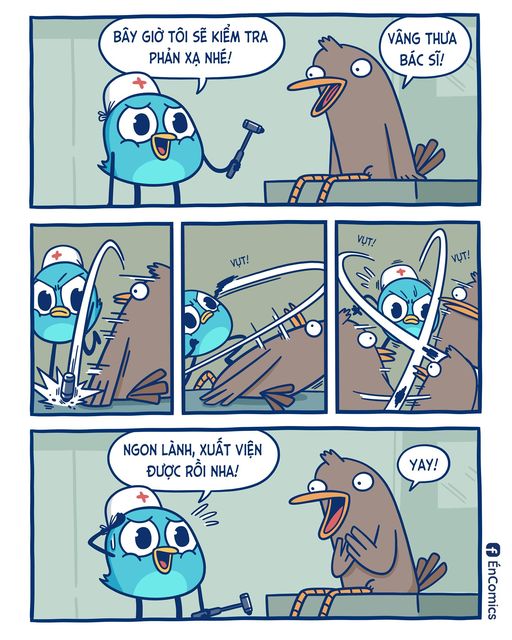 BÂY GIỜ TÔI SẼ KIỂM TRA
PHẢN XẠ NHÉ!
VÂNG THƯA
BÁC SĨ!
VỤT!
VỤT!
VỤT!
NGON LÀNH, XUẤT VIỆN
ĐƯỢC RỒI NHA!
YAY!
ÉnComics